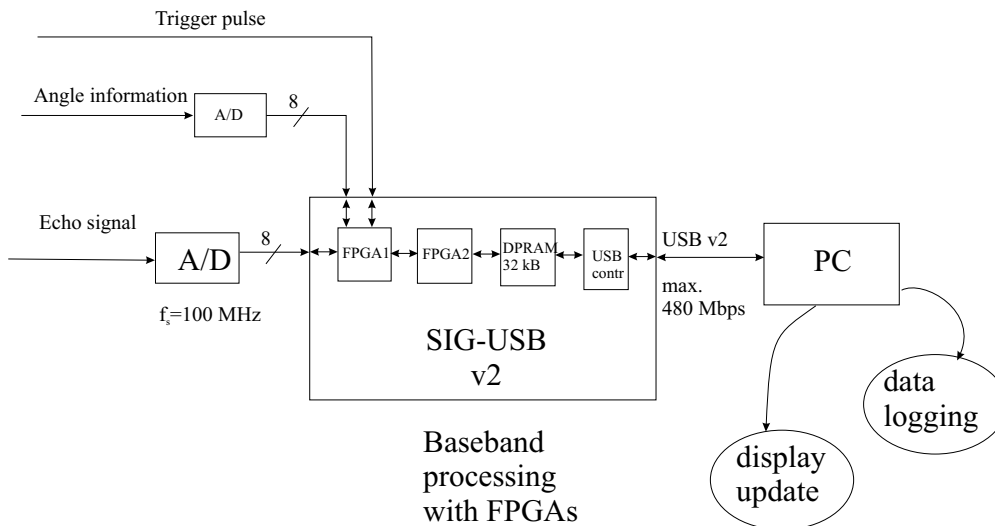 Trigger pulse
Angle information
A/D
8
Echo signal
A/D
8
fs=100 MHz
FPGA1
FPGA2
DPRAM
32 kB
USB
contr
SIG-USB
v2
USB v2
max.
480 Mbps
PC
data
logging
display
update
Baseband
processing
with FPGAs